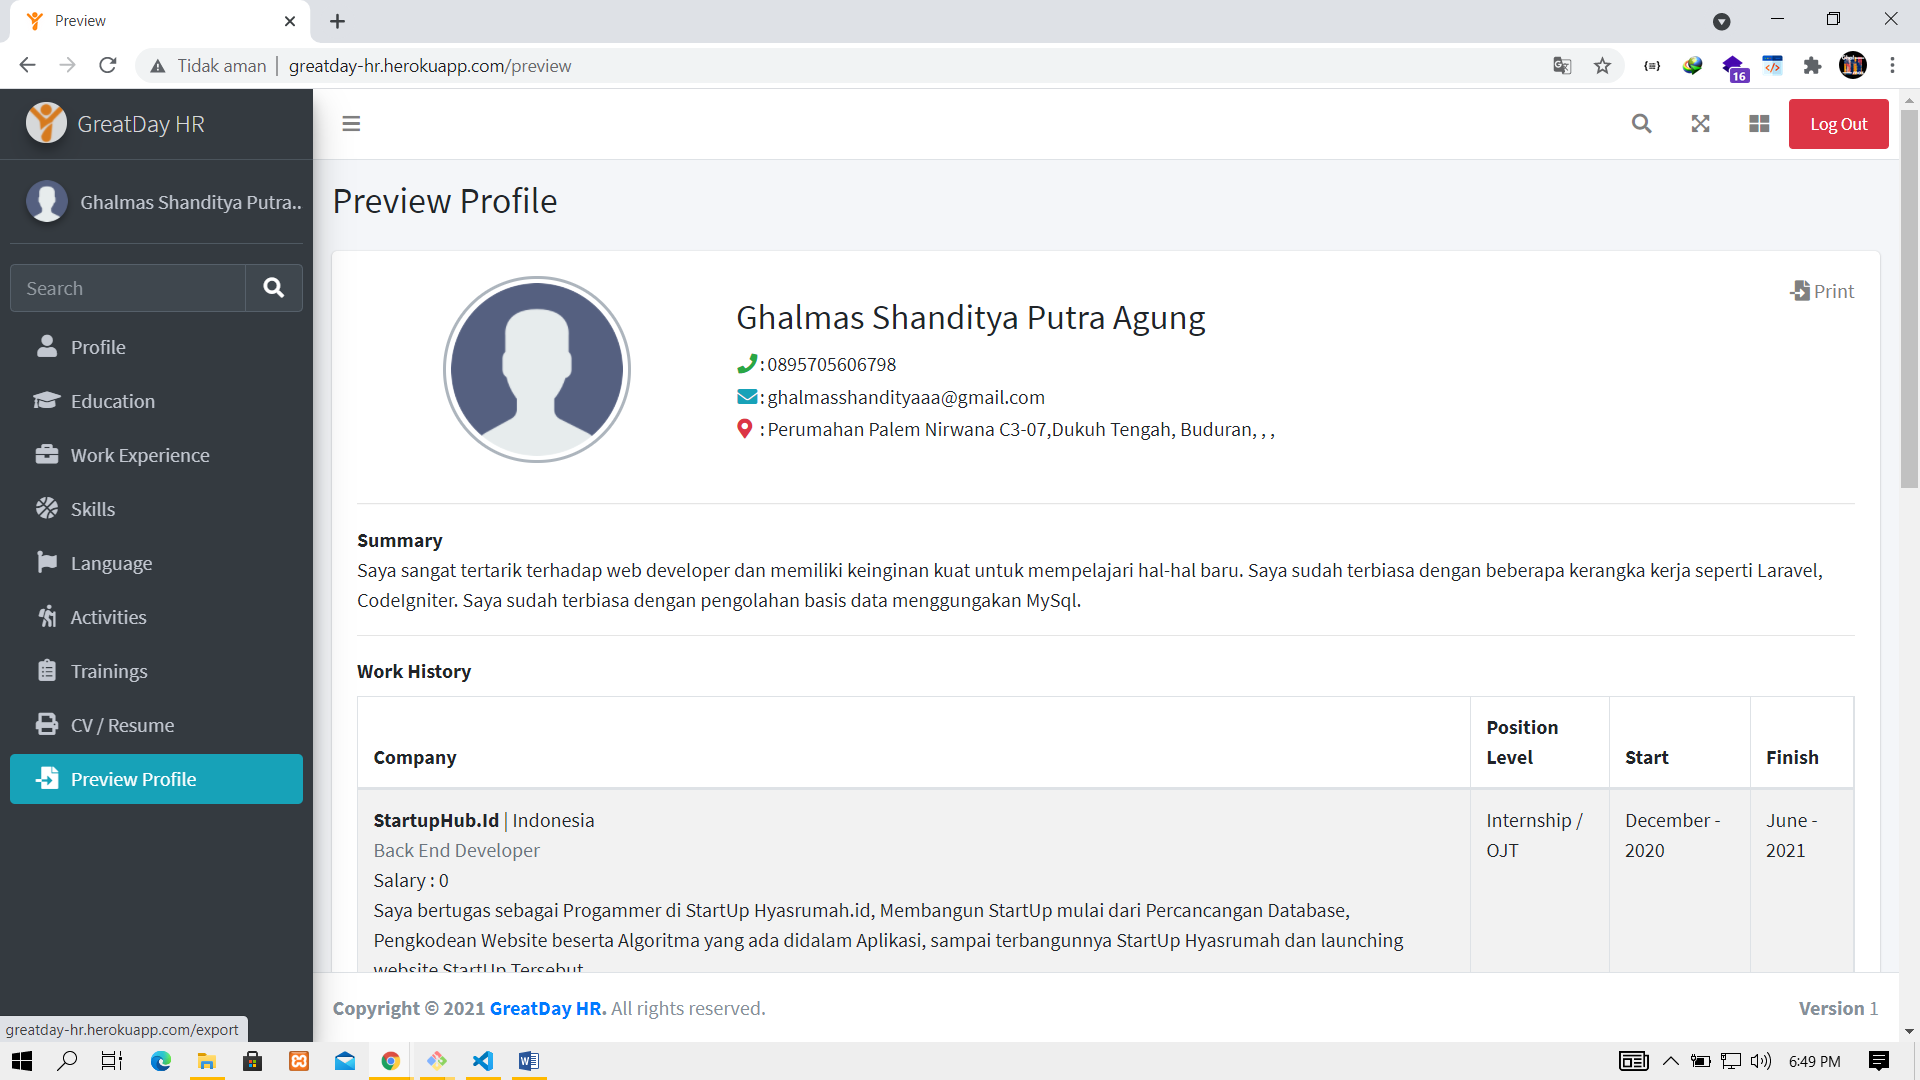 Preview
Tidak aman | greatday-hr.herokuapp.com/preview
16
GreatDay HR
Log Out
Ghalmas Shanditya Putra..
Search
Profile
Education
Work Experience
Skills
Language
Activities
Trainings
CV / Resume
Preview Profile
Preview Profile
Print
Ghalmas Shanditya Putra Agung
: 0895705606798
: ghalmasshandityaaa@gmail.com
: Perumahan Palem Nirwana C3-07,Dukuh Tengah, Buduran, , ,
Summary
Saya sangat tertarik terhadap web developer dan memiliki keinginan kuat untuk mempelajari hal-hal baru. Saya sudah terbiasa dengan beberapa kerangka kerja seperti Laravel,
CodeIgniter. Saya sudah terbiasa dengan pengolahan basis data menggungakan MySql.
Work History
Company
Position Level
Start
Finish
StartupHub.Id | Indonesia
Back End Developer
Salary : 0
Saya bertugas sebagai Progammer di StartUp Hyasrumah.id, Membangun StartUp mulai dari Percancangan Database,
Pengkodean Website beserta Algoritma yang ada didalam Aplikasi, sampai terbangunnya StartUp Hyasrumah dan launching
website StartUp Tersebut
Internship / OJT
December - 2020
June - 2021
Copyright © 2021 GreatDay HR. All rights reserved.
Version 1
greatday-hr.herokuapp.com/export
6:49 PM